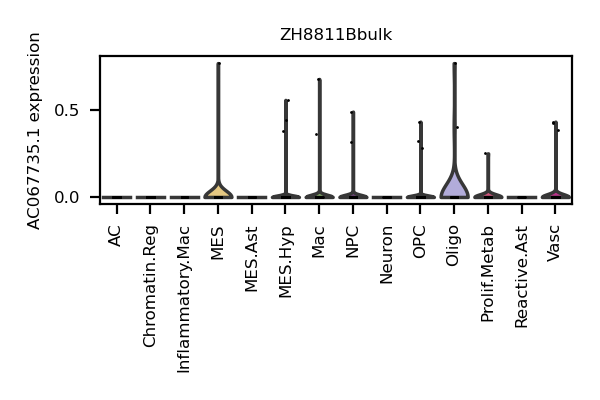 ZH8811Bbulk
AC067735.1 expression
0.5
0.0
AC
Chromatin.Reg
Inflammatory.Mac
MES
MES.Ast
MES.Hyp
Mac
NPC
Neuron
OPC
Oligo
Prolif.Metab
Reactive.Ast
Vasc